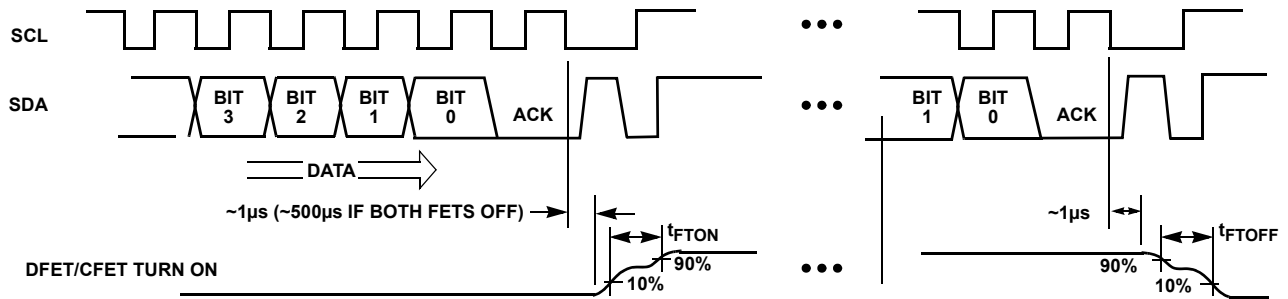 SCL
•••
SDA
BIT 3
BIT 2
BIT 1
BIT 0
ACK
•••
BIT 1
BIT 0
ACK
DATA
~1µs (~500µs IF BOTH FETS OFF)
~1µs
tFTON
tFTOFF
DFET/CFET TURN ON
10%
90%
•••
90%
10%